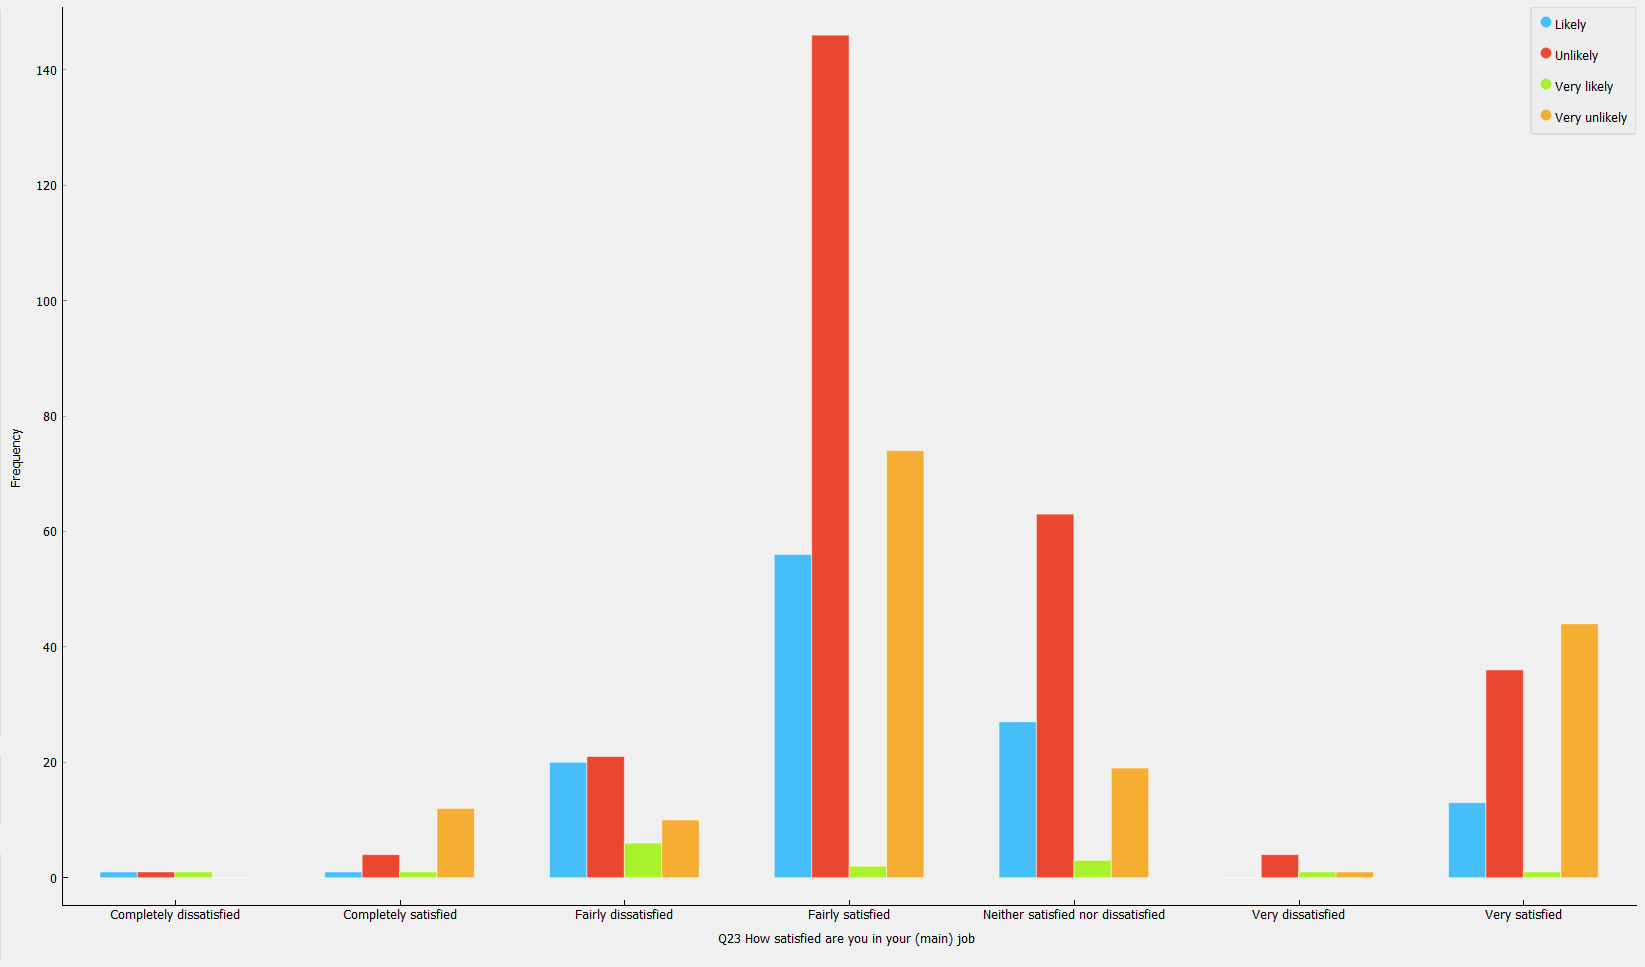 Likely
Unlikely
Very likely
Very unlikely
140
120
100
80
60
40
20
0
Frequency
Completely dissatisfied
Completely satisfied
Fairly dissatisfied
Fairly satisfied
Neither satisfied nor dissatisfied
Very dissatisfied
Very satisfied
Q23 How satisfied are you in your (main) job